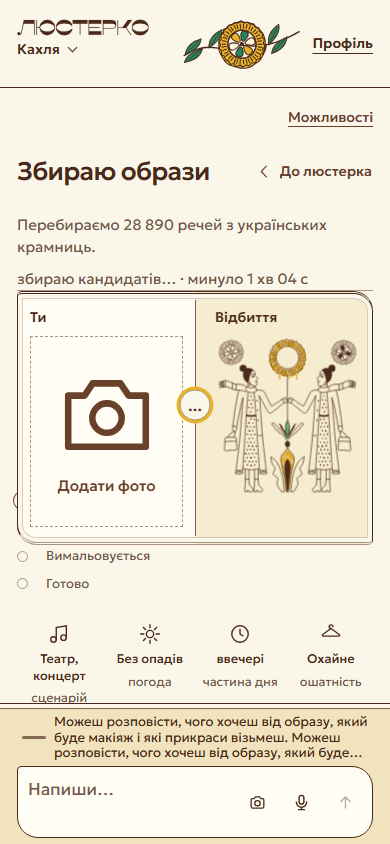 ЛЮСТЕРКО
Кахля
Профіль
Можливості
Збираю образи
До люстерка
Перебираємо 28 890 речей з українських
крамниць.
збираю кандидатів… · минуло 1 хв 04 с
Ти
Відбиття
...
Додати фото
Вимальовується
Готово
Театр,
концерт
сценарій
Без опадів
погода
ввечері
частина дня
Охайне
ошатність
Можеш розповісти, чого хочеш від образу, який
буде макіяж і які прикраси візьмеш. Можеш
розповісти, чого хочеш від образу, який буде…
Напиши…